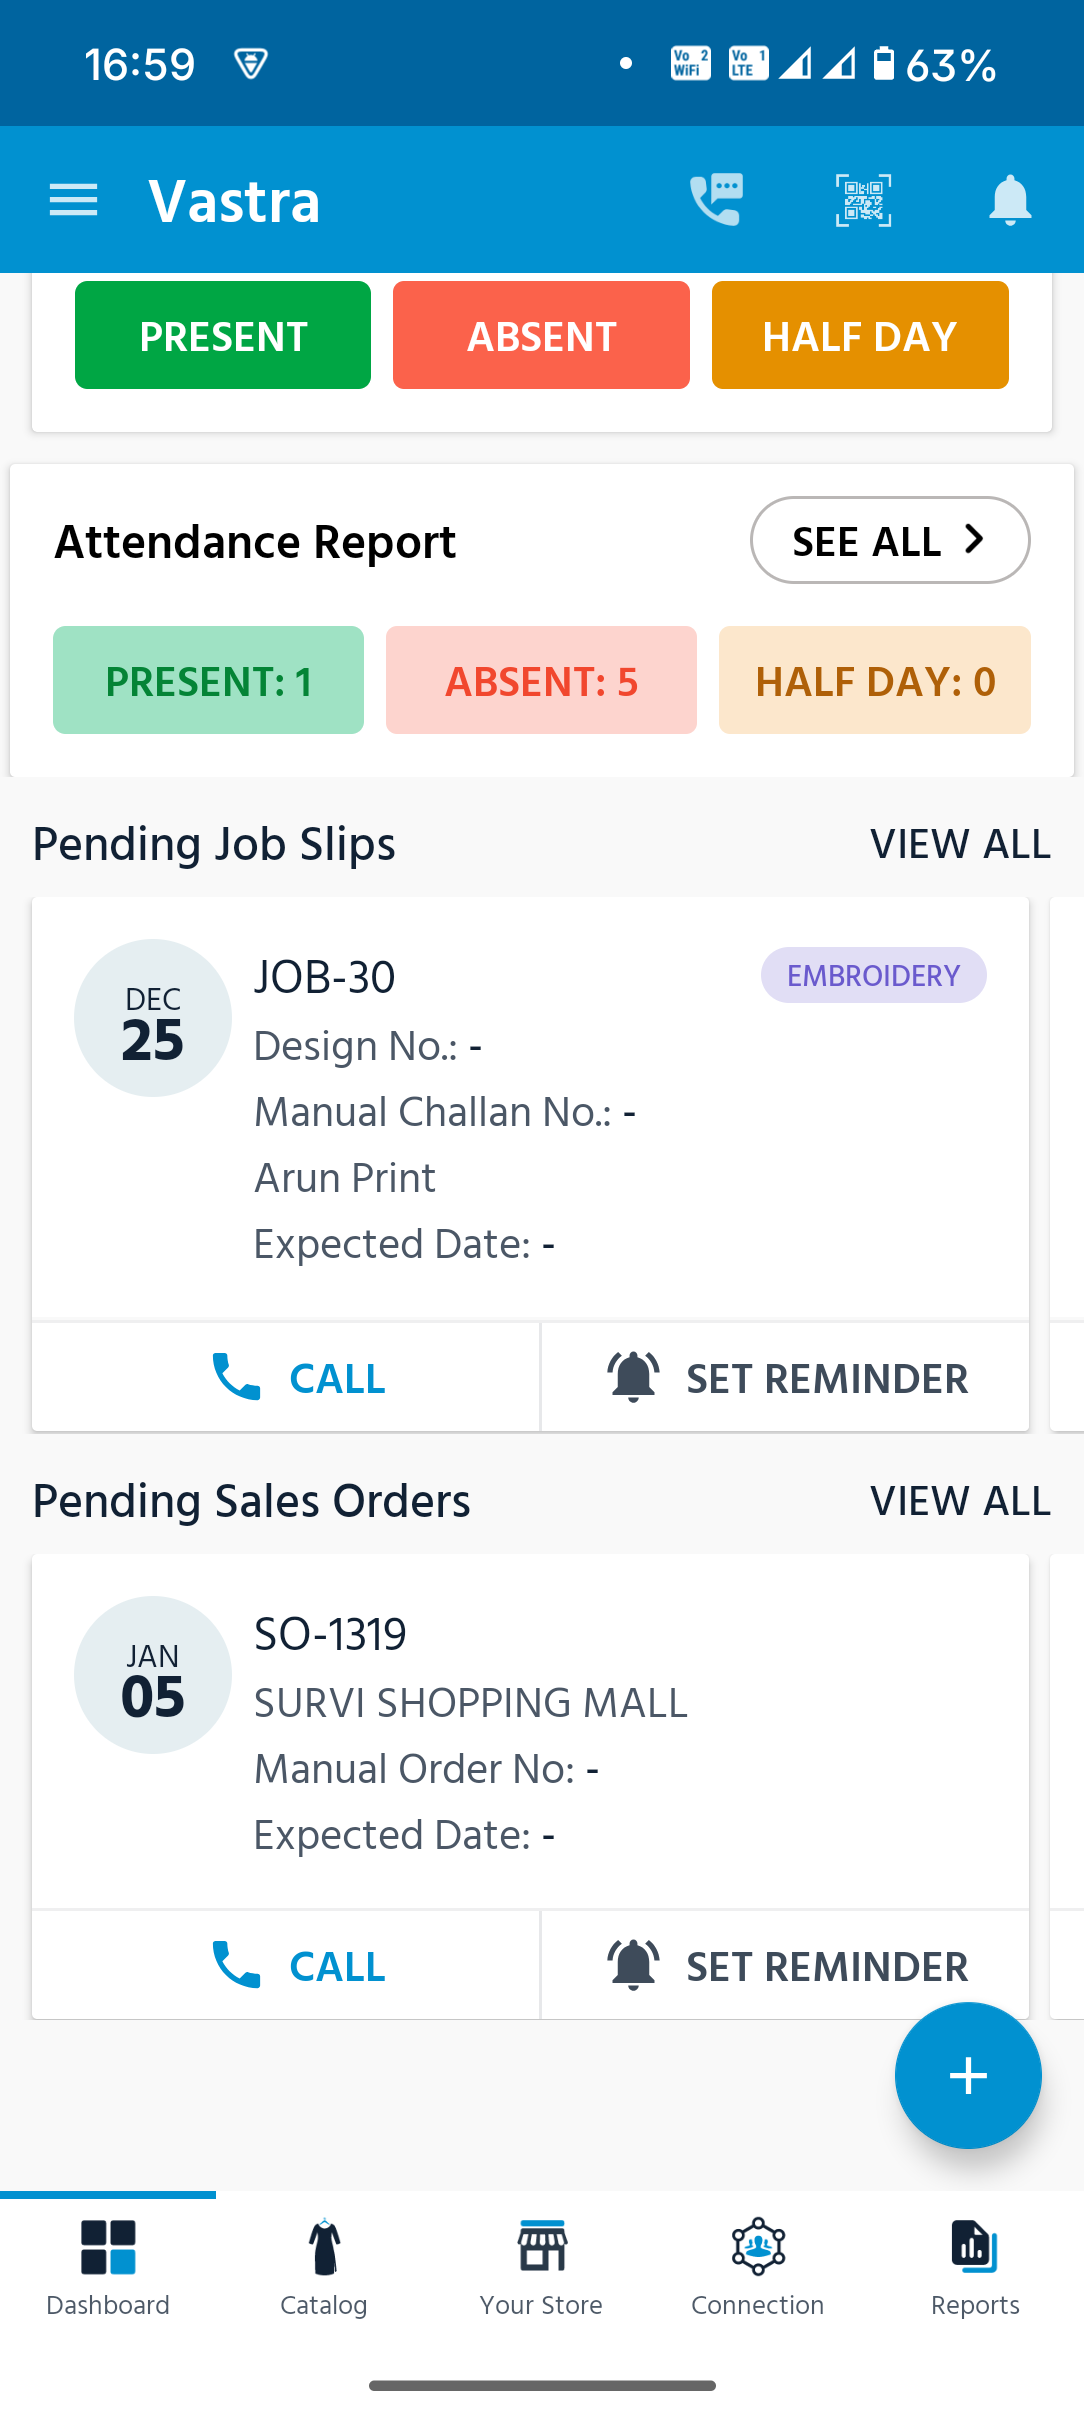 16:59
Vo 2 WiFi Vo 1 LTE 63%
Vastra
PRESENT ABSENT HALF DAY
Attendance Report SEE ALL
PRESENT: 1 ABSENT: 5 HALF DAY: 0
Pending Job Slips VIEW ALL
DEC
25
JOB-30 EMBROIDERY
Design No.: -
Manual Challan No.: -
Arun Print
Expected Date: -
CALL SET REMINDER
Pending Sales Orders VIEW ALL
JAN
05
SO-1319
SURVI SHOPPING MALL
Manual Order No: -
Expected Date: -
CALL SET REMINDER
+
Dashboard Catalog Your Store Connection Reports